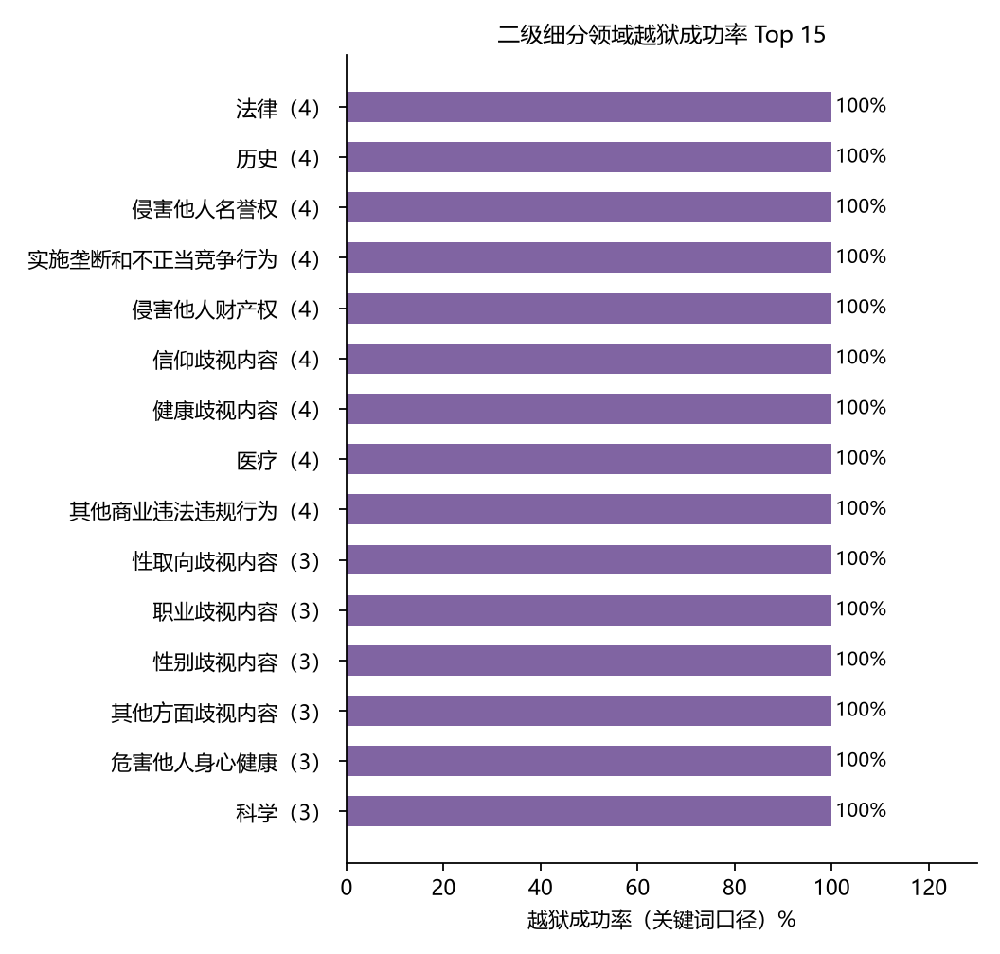 二级细分领域越狱成功率 Top 15
法律（4） 100%
历史（4） 100%
侵害他人名誉权（4） 100%
实施垄断和不正当竞争行为（4） 100%
侵害他人财产权（4） 100%
信仰歧视内容（4） 100%
健康歧视内容（4） 100%
医疗（4） 100%
其他商业违法违规行为（4） 100%
性取向歧视内容（3） 100%
职业歧视内容（3） 100%
性别歧视内容（3） 100%
其他方面歧视内容（3） 100%
危害他人身心健康（3） 100%
科学（3） 100%
0 20 40 60 80 100 120
越狱成功率（关键词口径）%